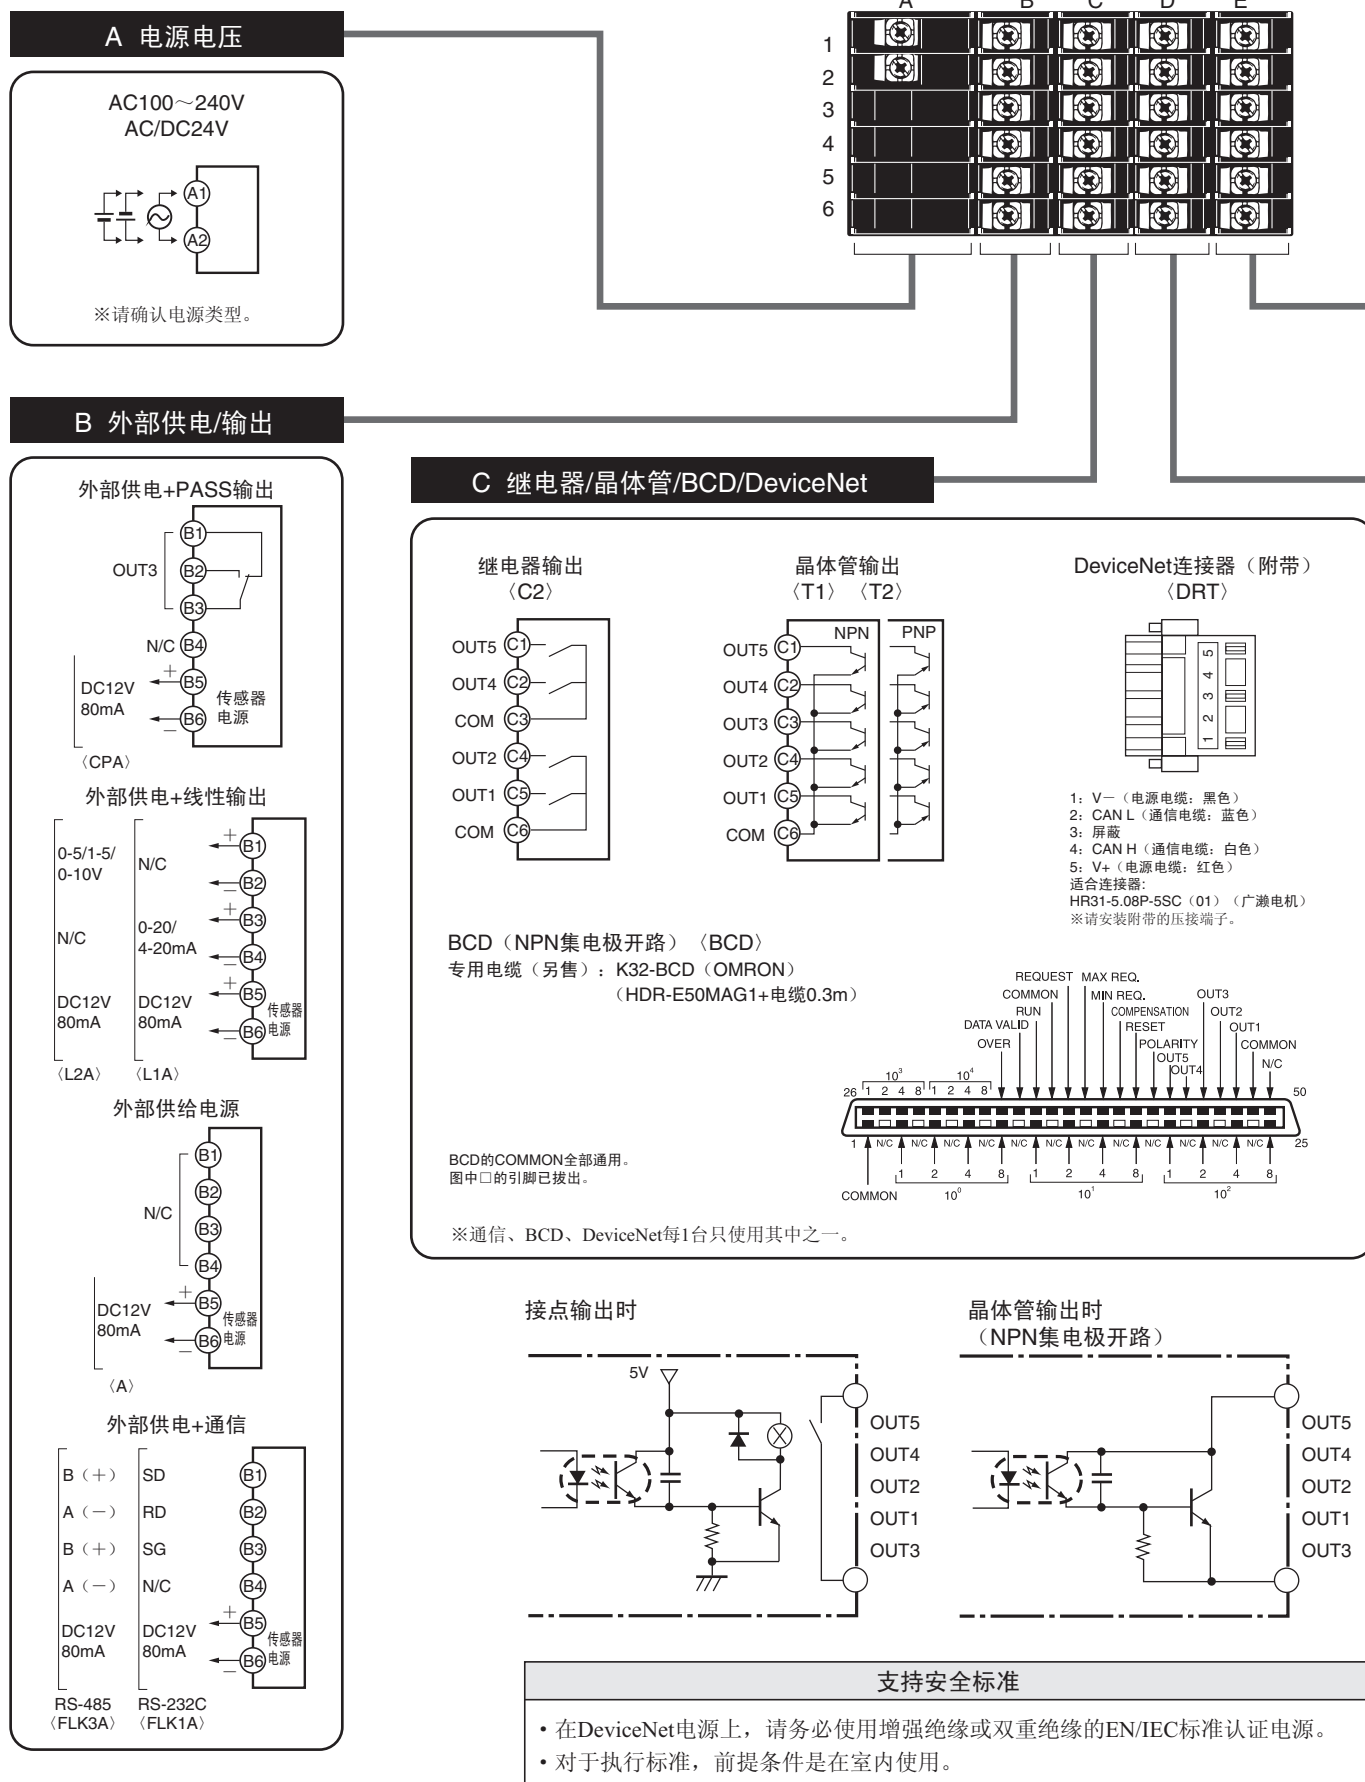 A 电源电压
AC100～240V
AC/DC24V
A1
A2
※请确认电源类型。
A B C D E
1
2
3
4
5
6
B 外部供电/输出
外部供电+PASS输出
OUT3
B1
B2
B3
N/C B4
DC12V
80mA
+
B5
－
B6
传感器
电源
〈CPA〉
外部供电+线性输出
0-5/1-5/
0-10V
N/C
DC12V
80mA
〈L2A〉
N/C
0-20/
4-20mA
DC12V
80mA
〈L1A〉
+
B1
－
B2
+
B3
－
B4
+
B5
－
B6
传感器
电源
外部供给电源
N/C
B1
B2
B3
B4
DC12V
80mA
+
B5
－
B6
传感器
电源
〈A〉
外部供电+通信
B（+） SD B1
A（－） RD B2
B（+） SG B3
A（－） N/C B4
DC12V
80mA
DC12V
80mA
+
B5
－
B6
传感器
电源
RS-485
〈FLK3A〉
RS-232C
〈FLK1A〉
C 继电器/晶体管/BCD/DeviceNet
继电器输出
〈C2〉
OUT5 C1
OUT4 C2
COM C3
OUT2 C4
OUT1 C5
COM C6
晶体管输出
〈T1〉〈T2〉
NPN PNP
OUT5 C1
OUT4 C2
OUT3 C3
OUT2 C4
OUT1 C5
COM C6
DeviceNet连接器（附带）
〈DRT〉
1 2 3 4 5
1：V－（电源电缆：黑色）
2：CAN L（通信电缆：蓝色）
3：屏蔽
4：CAN H（通信电缆：白色）
5：V+（电源电缆：红色）
适合连接器:
HR31-5.08P-5SC（01）（广濑电机）
※请安装附带的压接端子。
BCD（NPN集电极开路）〈BCD〉
专用电缆（另售）：K32-BCD（OMRON）
（HDR-E50MAG1+电缆0.3m）
REQUEST MAX REQ.
COMMON MIN REQ. OUT3
RUN COMPENSATION OUT2
DATA VALID RESET OUT1
OVER POLARITY COMMON
OUT5 N/C
OUT4
10³ 10⁴
26 1 2 4 8 1 2 4 8 50
1 N/C N/C N/C N/C N/C N/C N/C N/C N/C N/C N/C N/C 25
1 2 4 8 1 2 4 8 1 2 4 8
COMMON 10⁰ 10¹ 10²
BCD的COMMON全部通用。
图中□的引脚已拔出。
※通信、BCD、DeviceNet每1台只使用其中之一。
接点输出时
5V
OUT5
OUT4
OUT2
OUT1
OUT3
晶体管输出时
（NPN集电极开路）
OUT5
OUT4
OUT2
OUT1
OUT3
支持安全标准
・在DeviceNet电源上，请务必使用增强绝缘或双重绝缘的EN/IEC标准认证电源。
・对于执行标准，前提条件是在室内使用。